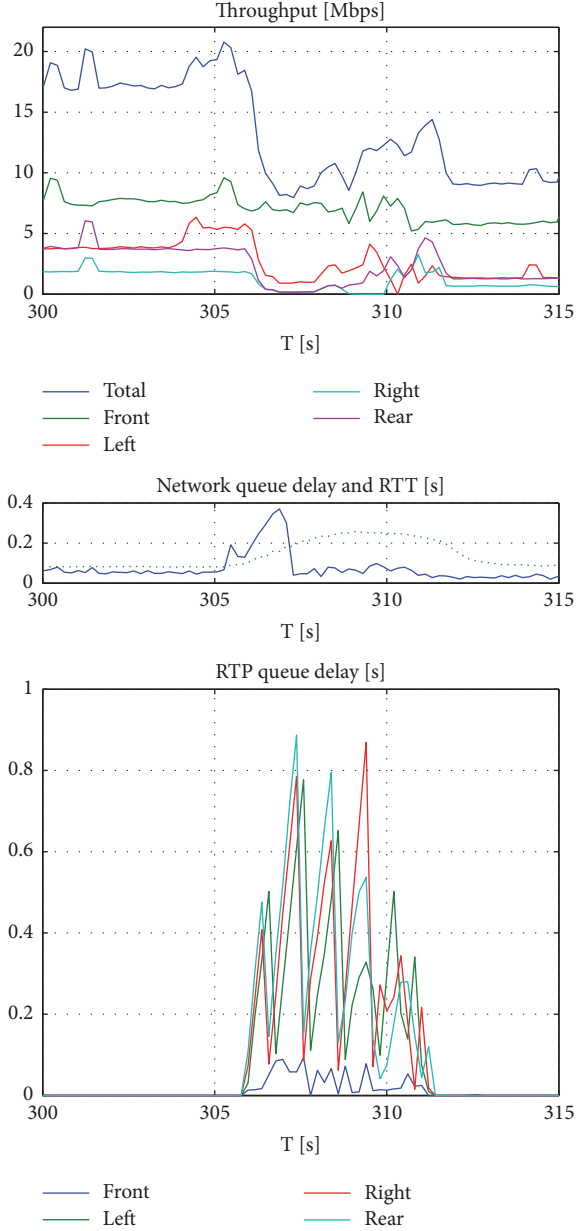 Throughput [Mbps]
20
15
10
5
0
300 305 310 315
T [s]
Total Right
Front Rear
Left
Network queue delay and RTT [s]
0.4
0.2
0
300 305 310 315
T [s]
RTP queue delay [s]
1
0.8
0.6
0.4
0.2
0
300 305 310 315
T [s]
Front Right
Left Rear